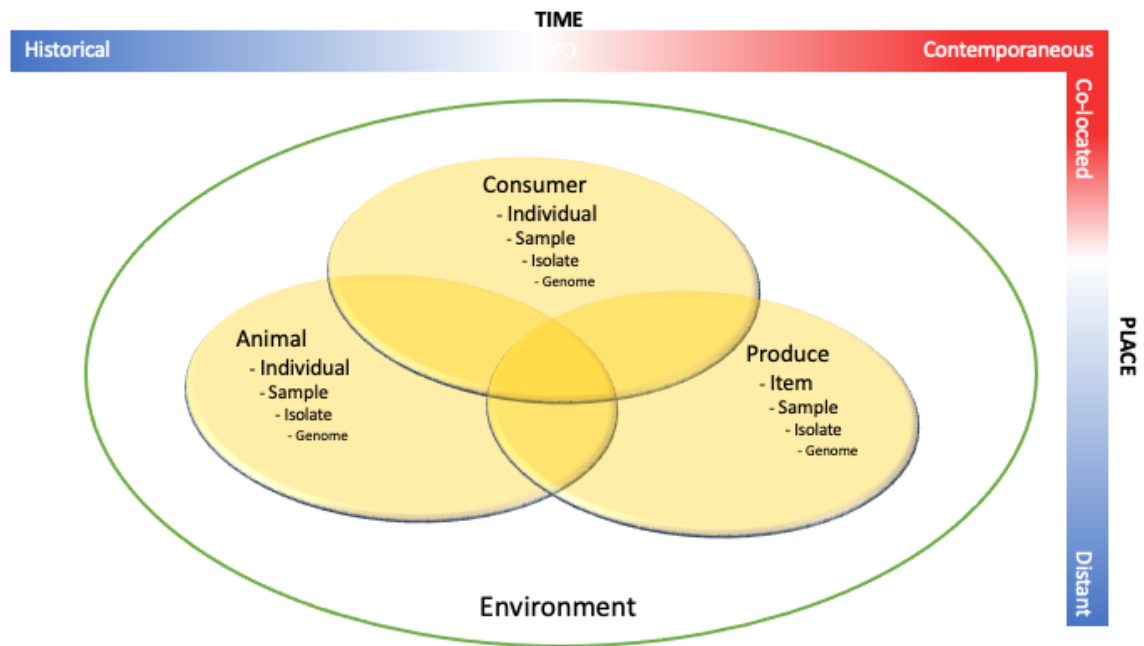 TIME
Historical
Contemporaneous
Co-located
PLACE
Distant
Consumer
- Individual
- Sample
- Isolate
- Genome
Animal
- Individual
- Sample
- Isolate
- Genome
Produce
- Item
- Sample
- Isolate
- Genome
Environment